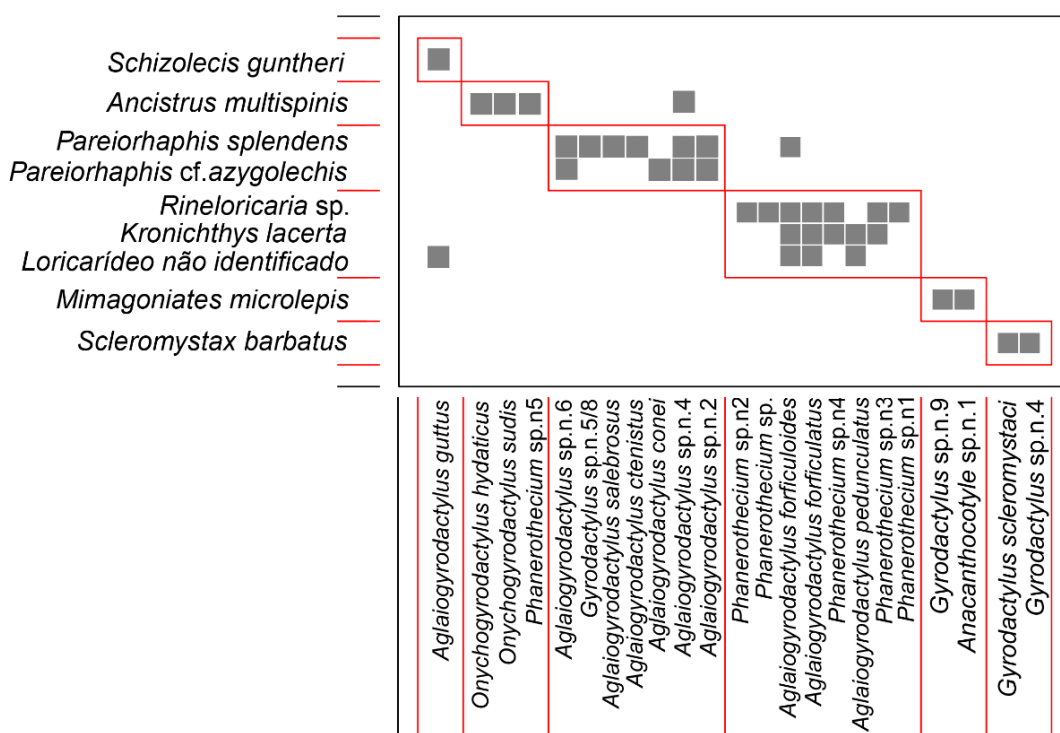 Schizolecis guntheri
Ancistrus multispinis
Pareiorhaphis splendens
Pareiorhaphis cf.azygolechis
Rineloricaria sp.
Kronichthys lacerta
Loricarídeo não identificado
Mimagoniates microlepis
Scleromystax barbatus
Aglaiogyrodactylus guttus
Onychogyrodactylus hydaticus
Onychogyrodactylus sudis
Phanerothecium sp.n5
Aglaiogyrodactylus sp.n.6
Gyrodactylus sp.n.5/8
Aglaiogyrodactylus salebrosus
Aglaiogyrodactylus ctenistus
Aglaiogyrodactylus conei
Aglaiogyrodactylus sp.n.4
Aglaiogyrodactylus sp.n.2
Phanerothecium sp.n2
Phanerothecium sp.
Aglaiogyrodactylus forficuloides
Aglaiogyrodactylus forficulatus
Phanerothecium sp.n4
Aglaiogyrodactylus pedunculatus
Phanerothecium sp.n3
Phanerothecium sp.n1
Gyrodactylus sp.n.9
Anacanthocotyle sp.n.1
Gyrodactylus scleromystaci
Gyrodactylus sp.n.4